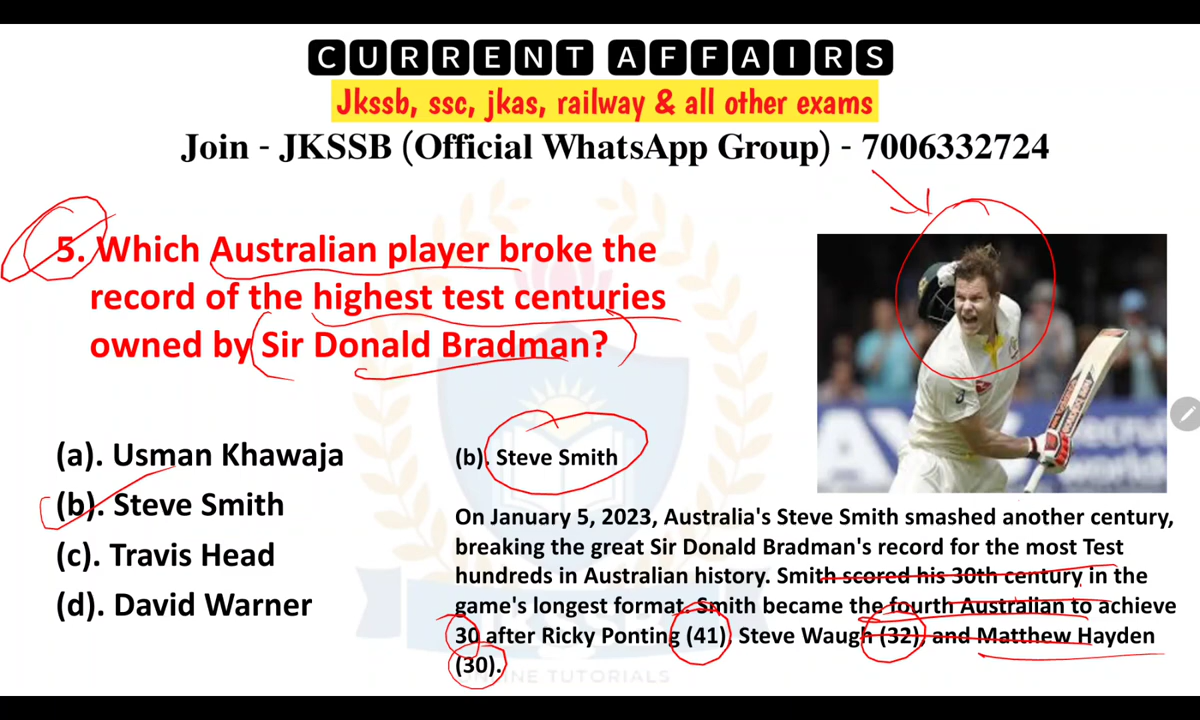 CURRENT AFFAIRS
Jkssb, ssc, jkas, railway & all other exams
Join - JKSSB (Official WhatsApp Group) - 7006332724
5. Which Australian player broke the
record of the highest test centuries
owned by Sir Donald Bradman?
(a). Usman Khawaja
(b). Steve Smith
(c). Travis Head
(d). David Warner
(b). Steve Smith
On January 5, 2023, Australia's Steve Smith smashed another century,
breaking the great Sir Donald Bradman's record for the most Test
hundreds in Australian history. Smith scored his 30th century in the
game's longest format. Smith became the fourth Australian to achieve
30 after Ricky Ponting (41), Steve Waugh (32), and Matthew Hayden
(30).
JKSSB
ONLINE TUTORIALS